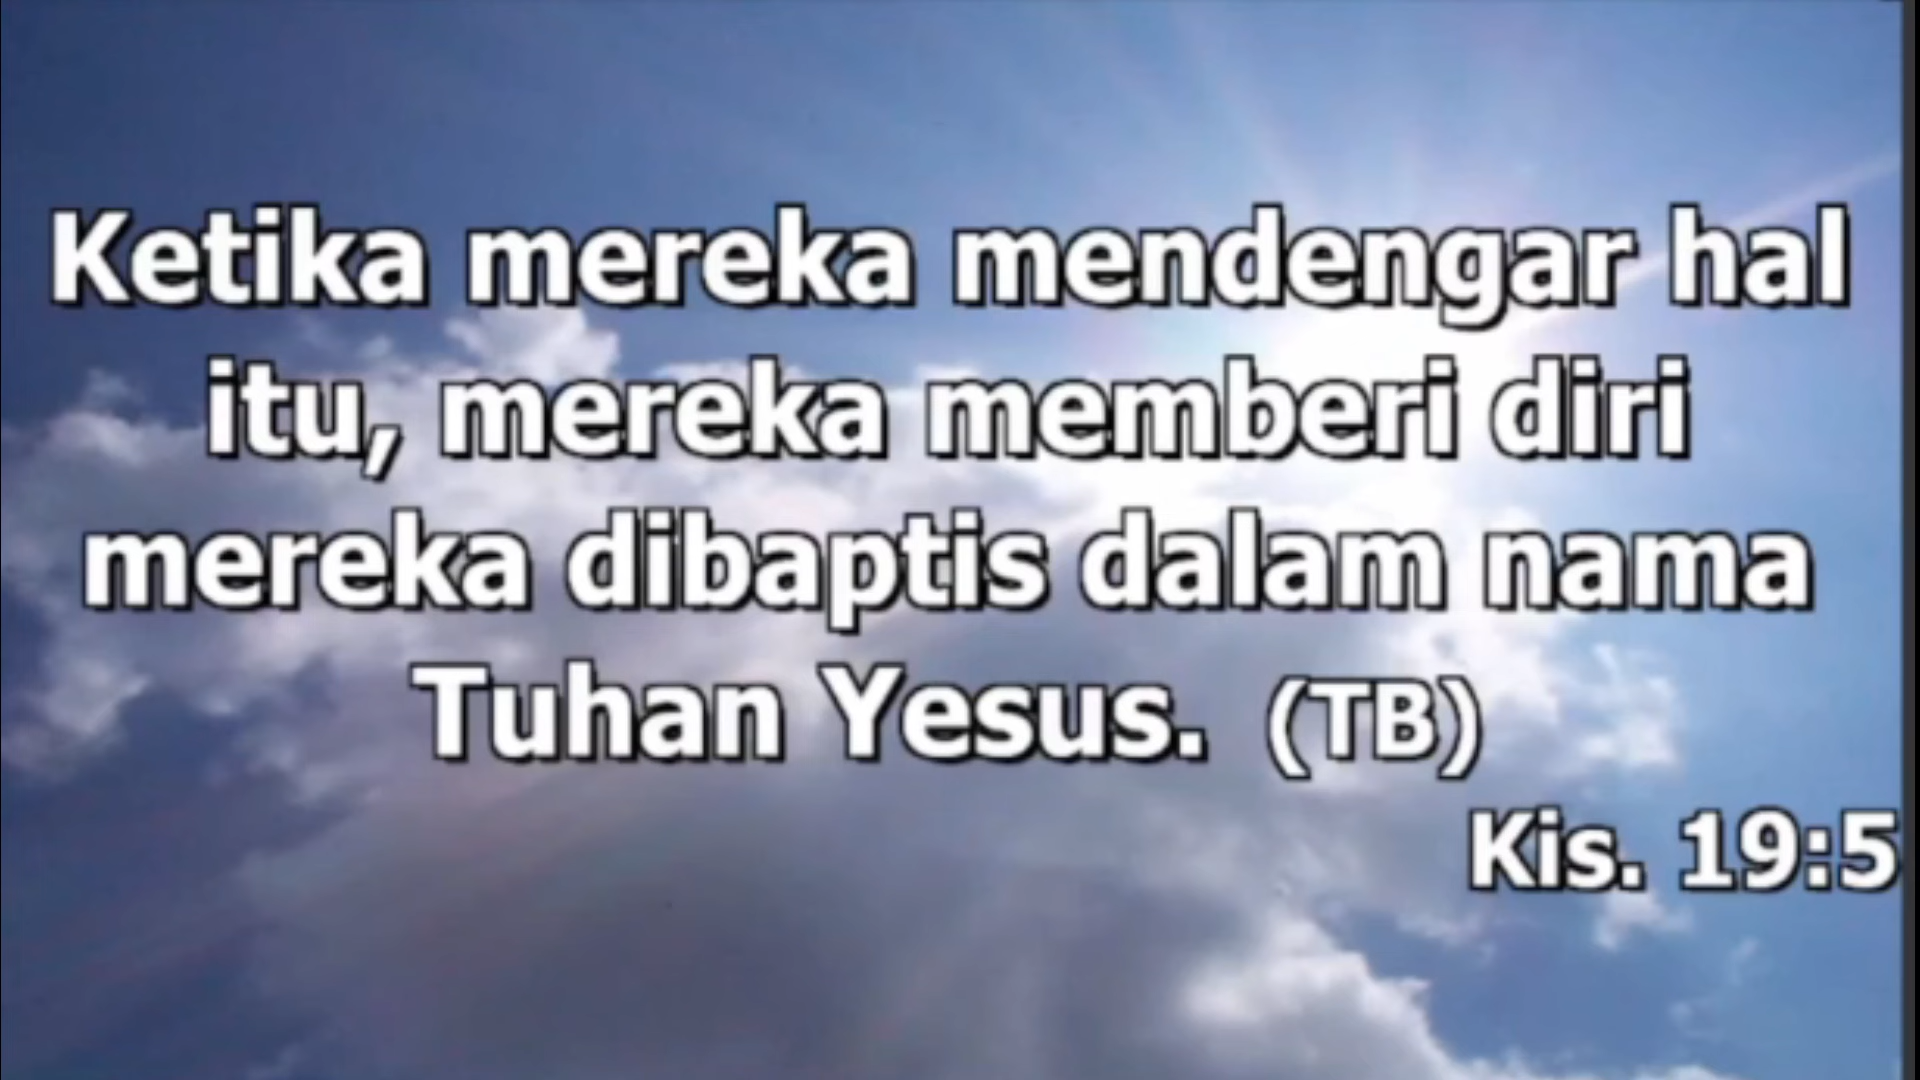 Ketika mereka mendengar hal
itu, mereka memberi diri
mereka dibaptis dalam nama
Tuhan Yesus. (TB)
Kis. 19:5